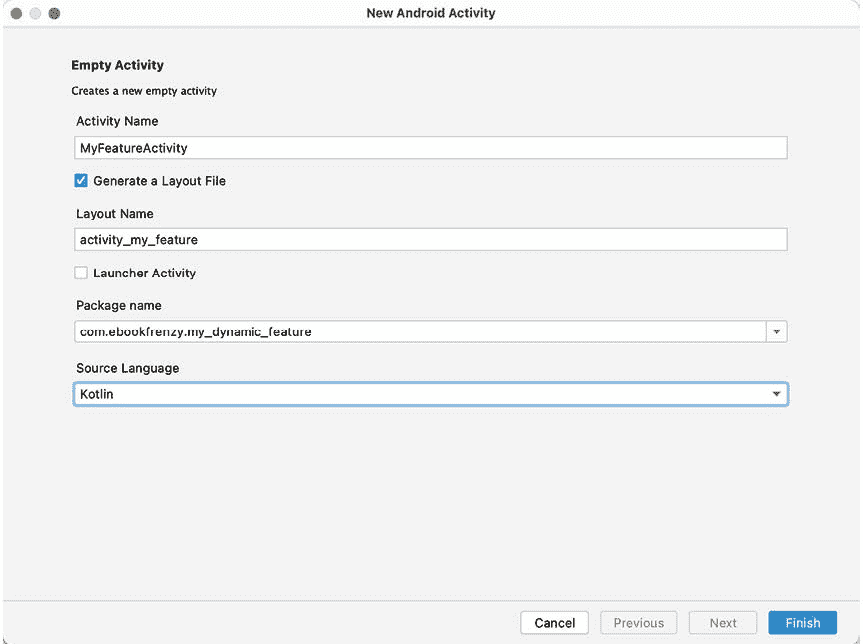 New Android Activity
Empty Activity
Creates a new empty activity
Activity Name
MyFeatureActivity
Generate a Layout File
Layout Name
activity_my_feature
Launcher Activity
Package name
com.ebookfrenzy.my_dynamic_feature
Source Language
Kotlin
Cancel Previous Next Finish